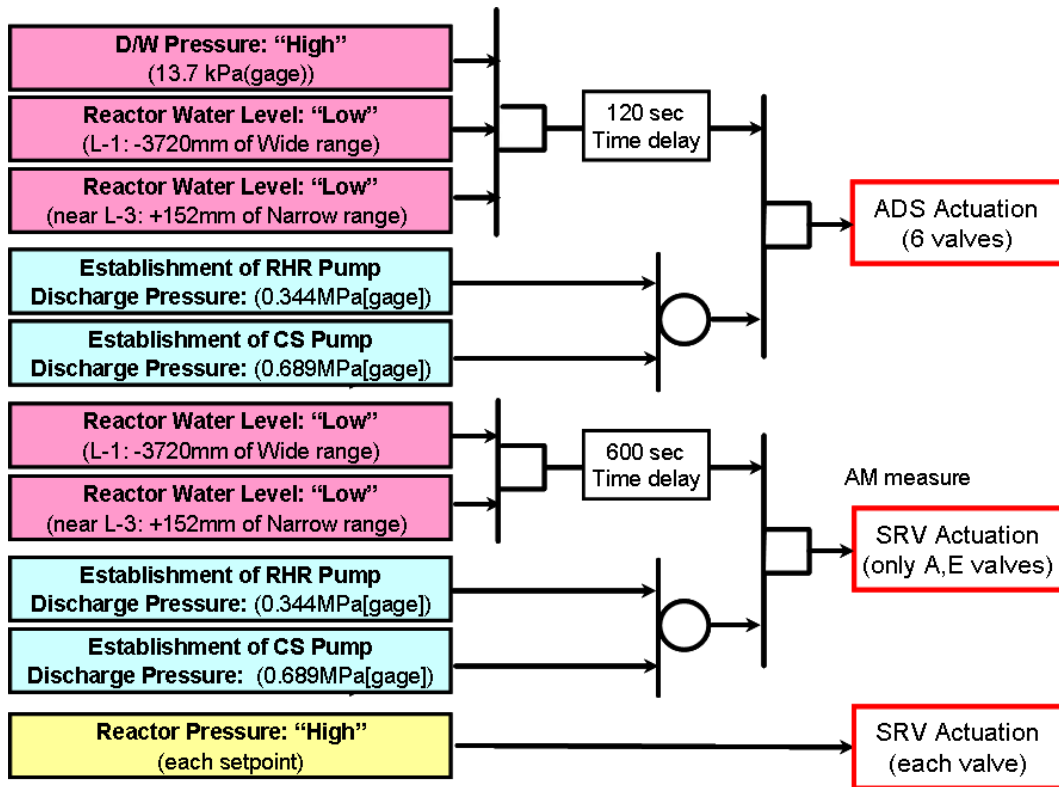 D/W Pressure: “High”
(13.7 kPa(gage))
Reactor Water Level: “Low”
(L-1: -3720mm of Wide range)
Reactor Water Level: “Low”
(near L-3: +152mm of Narrow range)
120 sec
Time delay
ADS Actuation
(6 valves)
Establishment of RHR Pump
Discharge Pressure: (0.344MPa[gage])
Establishment of CS Pump
Discharge Pressure: (0.689MPa[gage])
Reactor Water Level: “Low”
(L-1: -3720mm of Wide range)
Reactor Water Level: “Low”
(near L-3: +152mm of Narrow range)
600 sec
Time delay
AM measure
SRV Actuation
(only A,E valves)
Establishment of RHR Pump
Discharge Pressure: (0.344MPa[gage])
Establishment of CS Pump
Discharge Pressure: (0.689MPa[gage])
Reactor Pressure: “High”
(each setpoint)
SRV Actuation
(each valve)